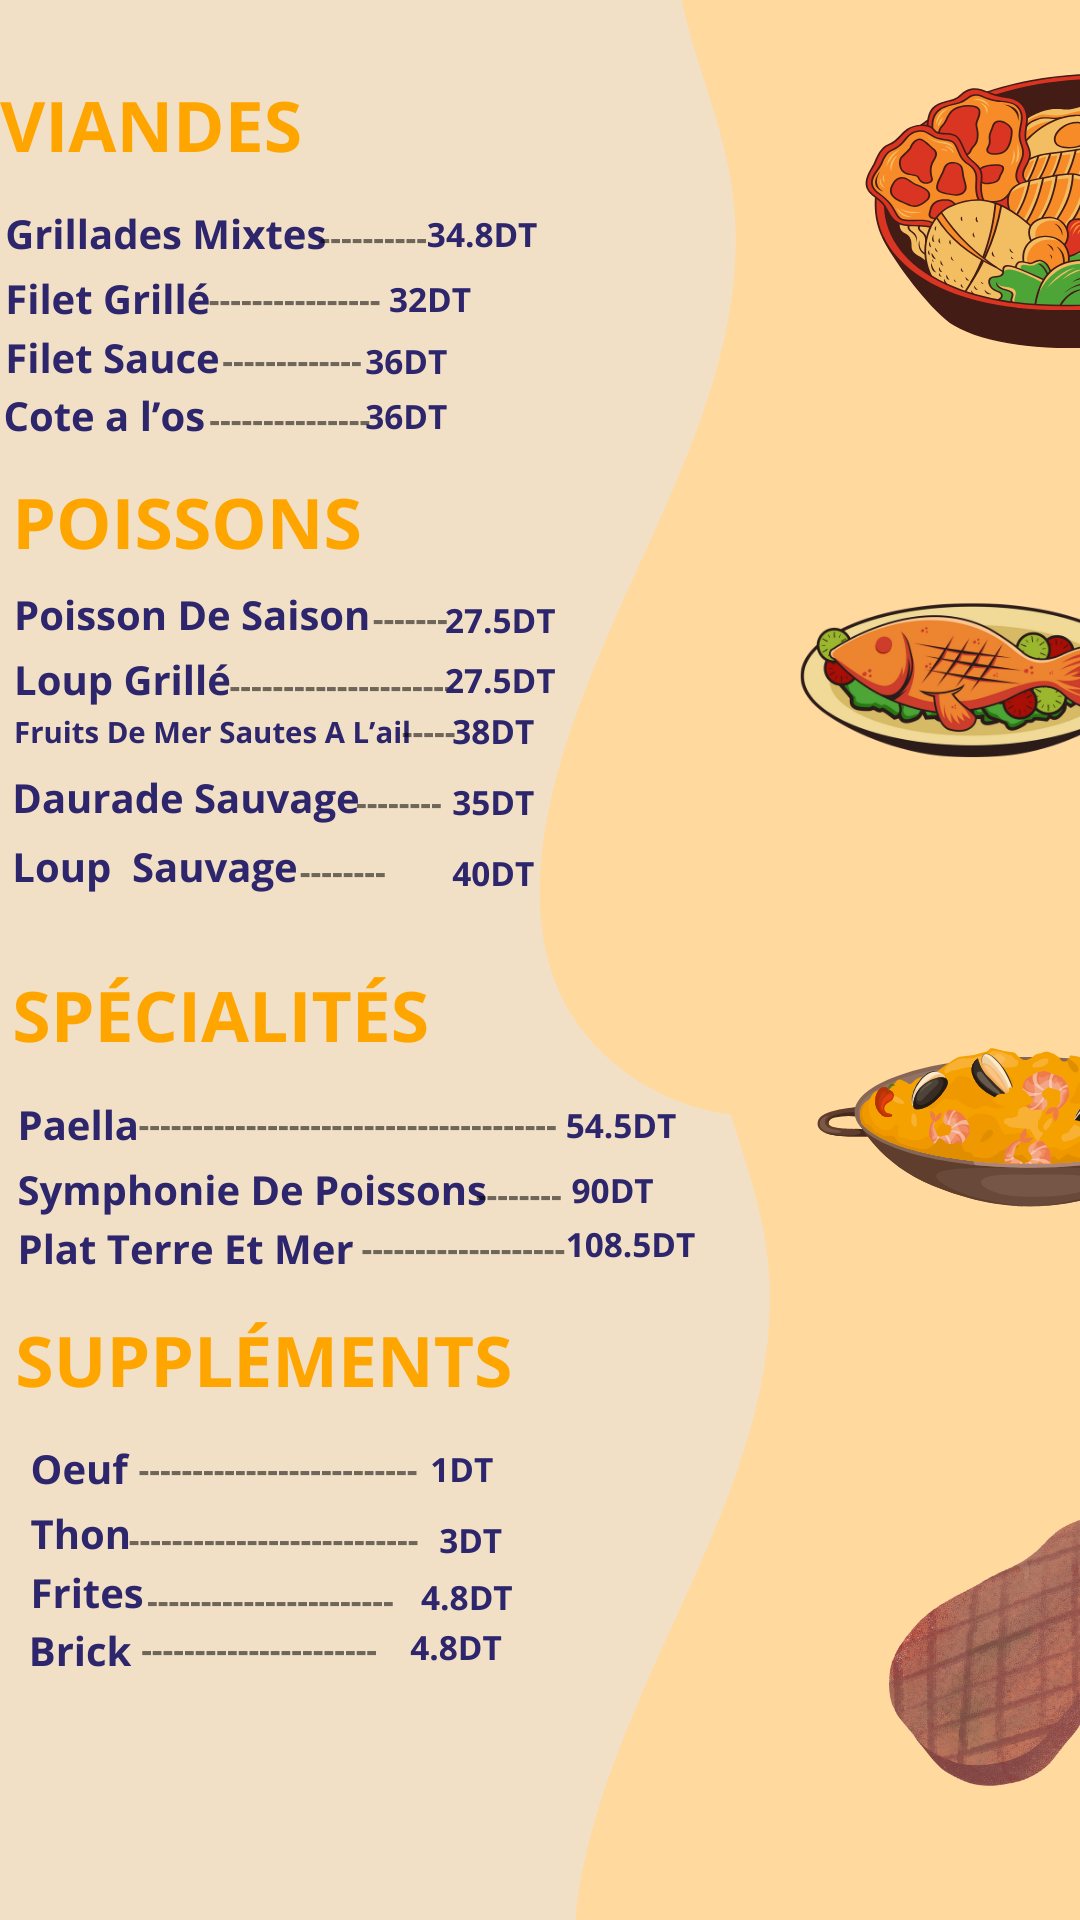 VIANDES
Grillades Mixtes----------34.8DT
Filet Grillé---------------- 32DT
Filet Sauce-------------36DT
Cote a l’os---------------36DT
POISSONS
Poisson De Saison-------27.5DT
Loup Grillé--------------------27.5DT
Fruits De Mer Sautes A L’ail-----38DT
Daurade Sauvage-------- 35DT
Loup Sauvage-------- 40DT
SPÉCIALITÉS
Paella--------------------------------------- 54.5DT
Symphonie De Poissons-------- 90DT
Plat Terre Et Mer -------------------108.5DT
SUPPLÉMENTS
Oeuf -------------------------- 1DT
Thon--------------------------- 3DT
Frites----------------------- 4.8DT
Brick ---------------------- 4.8DT